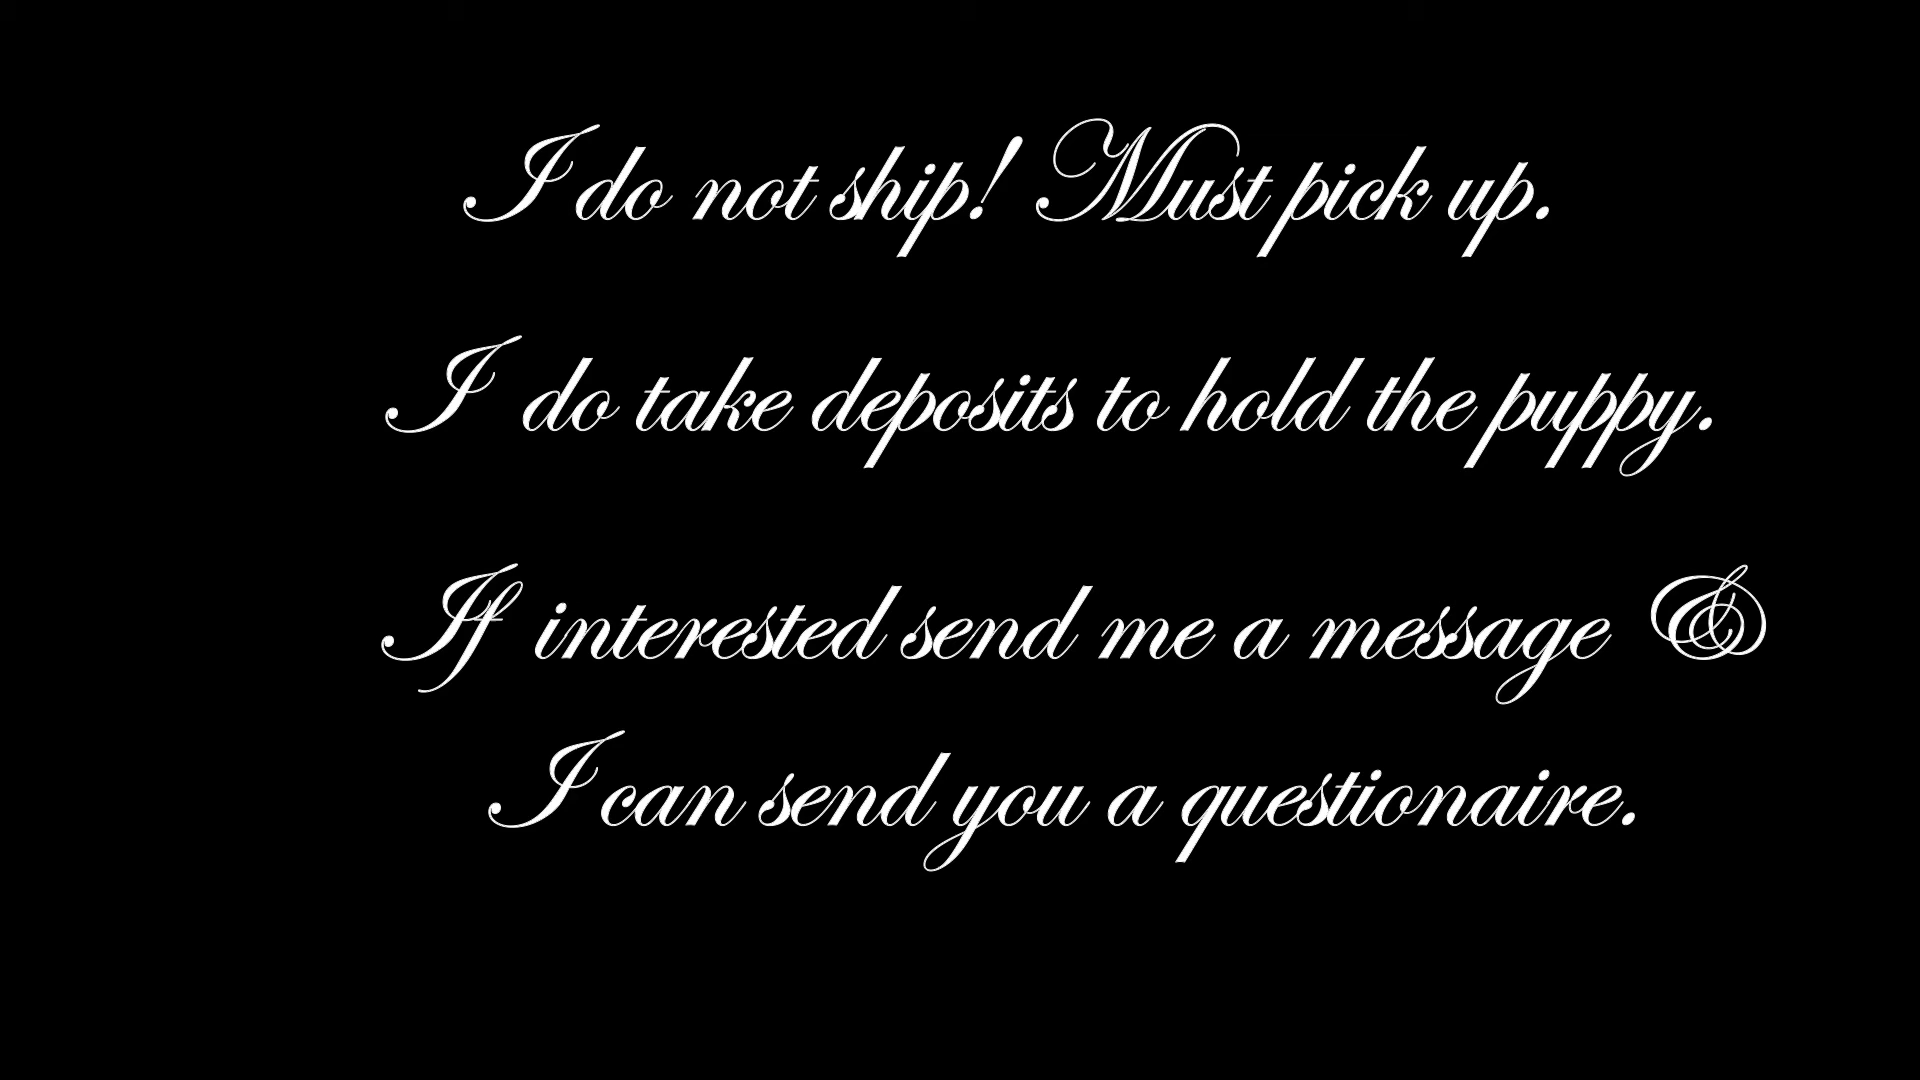 I do not ship! Must pick up.
I do take deposits to hold the puppy.
If interested send me a message &
I can send you a questionaire.